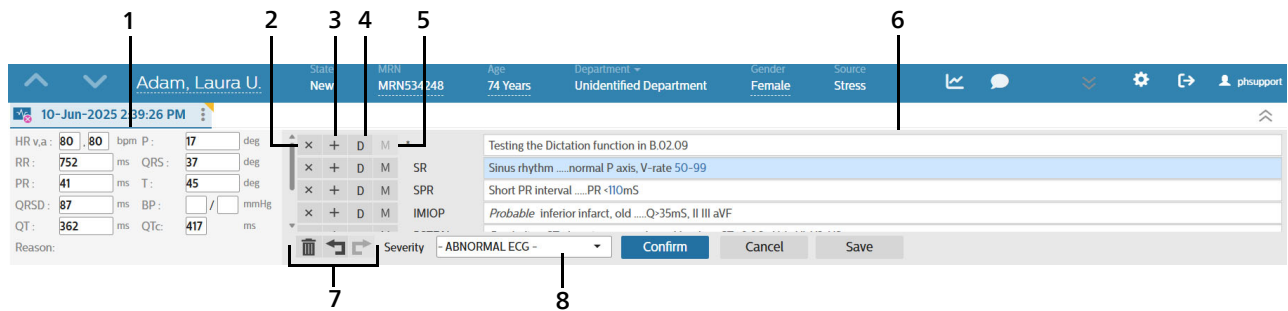 1 2 3 4 5 6
State MRN Age Department Gender Source
Adam, Laura U. New MRN534248 74 Years Unidentified Department Female Stress phsupport
10-Jun-2025 2:39:26 PM
HR v,a : 80 , 80 bpm P : 17 deg
RR : 752 ms QRS : 37 deg
PR : 41 ms T : 45 deg
QRSD : 87 ms BP : / mmHg
QT : 362 ms QTc: 417 ms
Reason:
× + D M Testing the Dictation function in B.02.09
× + D M SR Sinus rhythm .....normal P axis, V-rate 50-99
× + D M SPR Short PR interval .....PR <110mS
× + D M IMIOP Probable inferior infarct, old .....Q>35mS, II III aVF
Severity - ABNORMAL ECG - Confirm Cancel Save
7 8